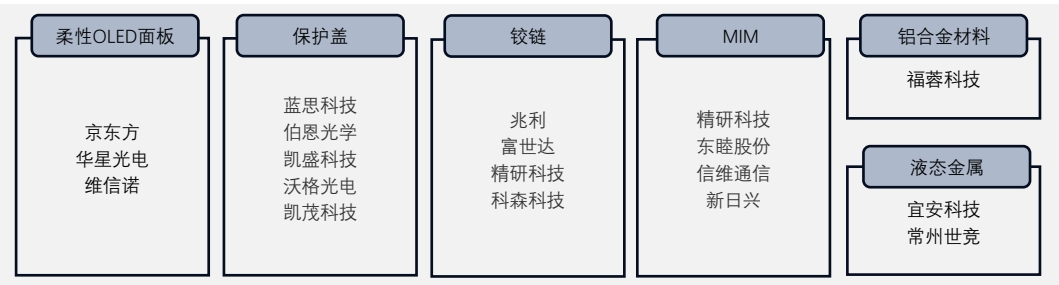 柔性OLED面板
京东方
华星光电
维信诺
保护盖
蓝思科技
伯恩光学
凯盛科技
沃格光电
凯茂科技
铰链
兆利
富世达
精研科技
科森科技
MIM
精研科技
东睦股份
信维通信
新日兴
铝合金材料
福蓉科技
液态金属
宜安科技
常州世竞